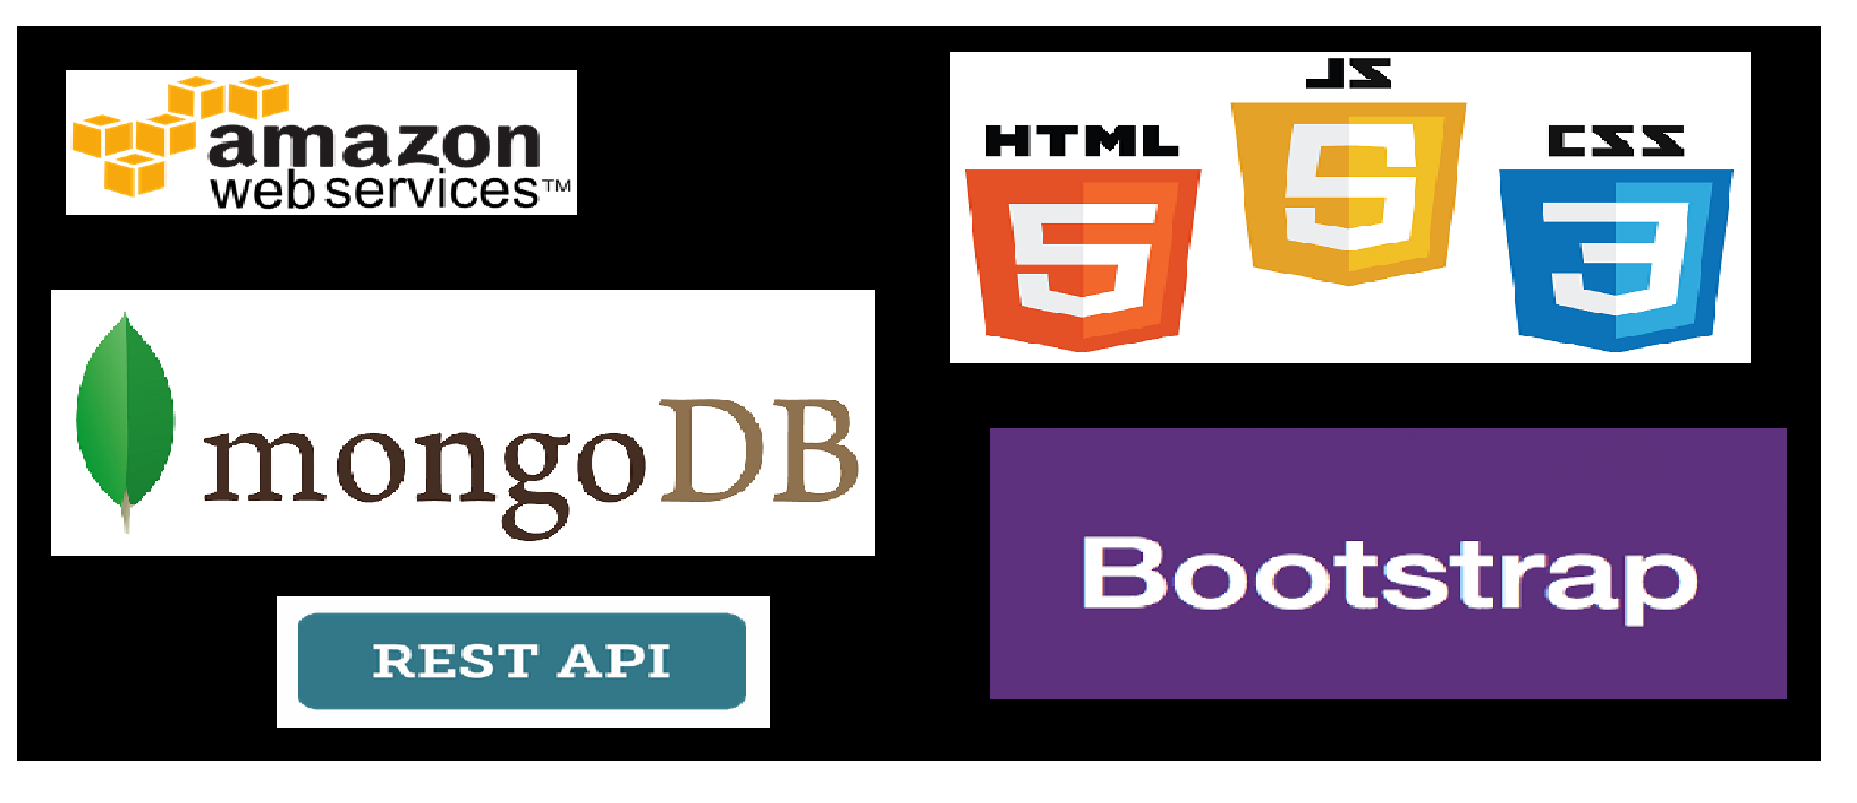 amazon
web services™
JS
HTML
CSS
5
5
3
mongoDB
Bootstrap
REST API